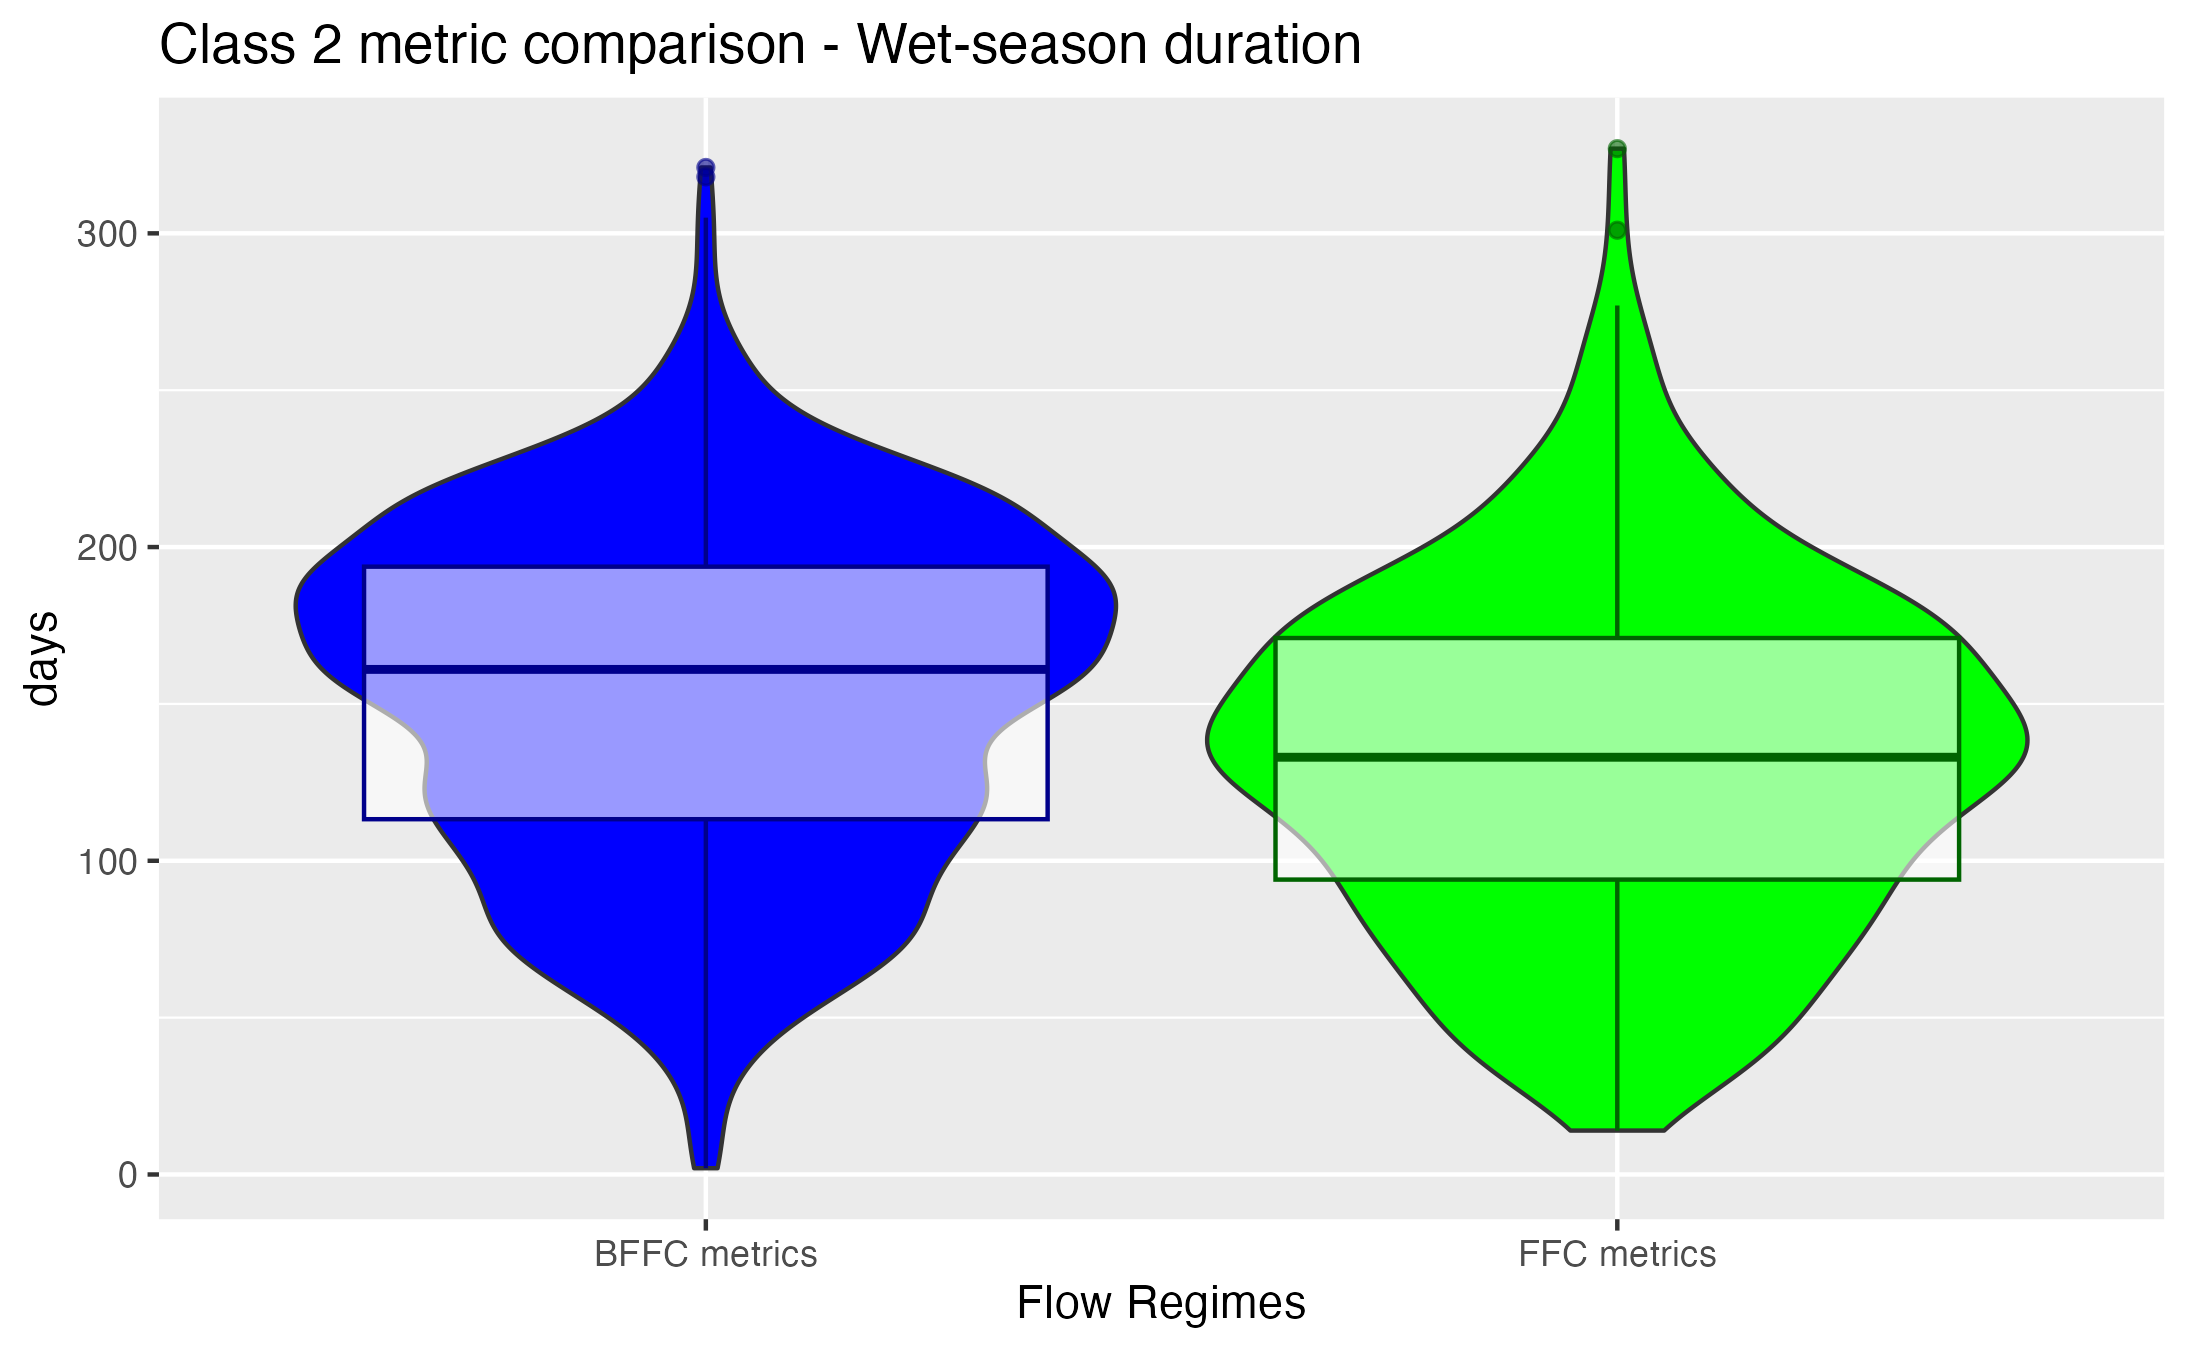 Class 2 metric comparison - Wet-season duration
days
300
200
100
0
BFFC metrics
FFC metrics
Flow Regimes